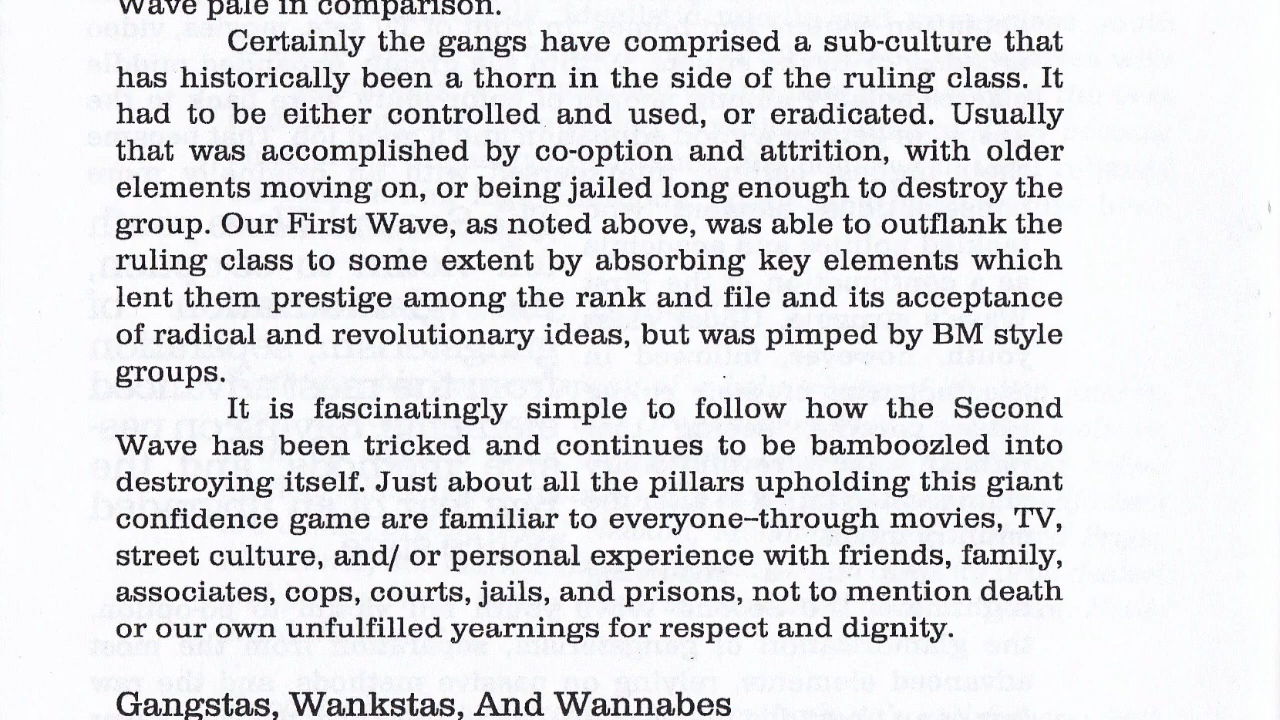 Wave pale in comparison.
Certainly the gangs have comprised a sub-culture that
has historically been a thorn in the side of the ruling class. It
had to be either controlled and used, or eradicated. Usually
that was accomplished by co-option and attrition, with older
elements moving on, or being jailed long enough to destroy the
group. Our First Wave, as noted above, was able to outflank the
ruling class to some extent by absorbing key elements which
lent them prestige among the rank and file and its acceptance
of radical and revolutionary ideas, but was pimped by BM style
groups.
It is fascinatingly simple to follow how the Second
Wave has been tricked and continues to be bamboozled into
destroying itself. Just about all the pillars upholding this giant
confidence game are familiar to everyone–through movies, TV,
street culture, and/ or personal experience with friends, family,
associates, cops, courts, jails, and prisons, not to mention death
or our own unfulfilled yearnings for respect and dignity.
Gangstas, Wankstas, And Wannabes